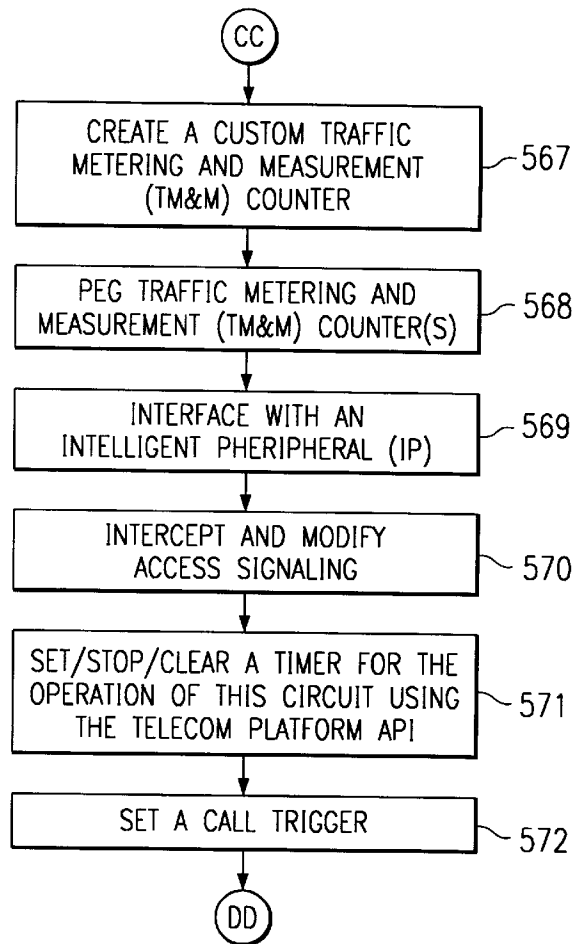 CC
CREATE A CUSTOM TRAFFIC
METERING AND MEASUREMENT
(TM&M) COUNTER
567
PEG TRAFFIC METERING AND
MEASUREMENT (TM&M) COUNTER(S)
568
INTERFACE WITH AN
INTELLIGENT PHERIPHERAL (IP)
569
INTERCEPT AND MODIFY
ACCESS SIGNALING
570
SET/STOP/CLEAR A TIMER FOR THE
OPERATION OF THIS CIRCUIT USING
THE TELECOM PLATFORM API
571
SET A CALL TRIGGER
572
DD